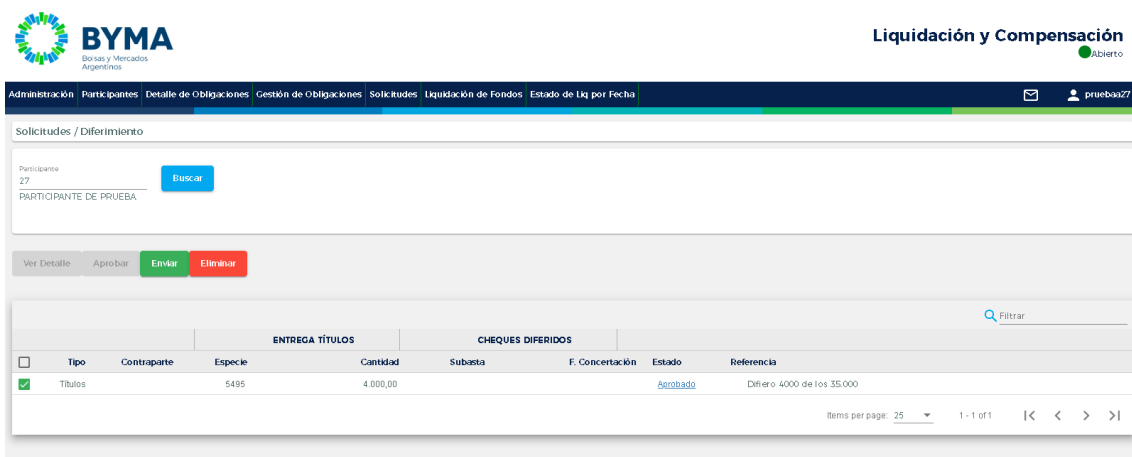 BYMA
Bolsas y Mercados
Argentinos
Liquidación y Compensación
Abierto
Administración Participantes Detalle de Obligaciones Gestión de Obligaciones Solicitudes Liquidación de Fondos Estado de Liq por Fecha pruebaa27
Solicitudes / Diferimiento
Participante
27
Buscar
PARTICIPANTE DE PRUEBA
Ver Detalle Aprobar Enviar Eliminar
Filtrar
ENTREGA TÍTULOS CHEQUES DIFERIDOS
Tipo Contraparte Especie Cantidad Subasta F. Concertación Estado Referencia
Títulos 5495 4.000,00 Aprobado Difiero 4000 de los 35.000
Items per page: 25 1 - 1 of 1